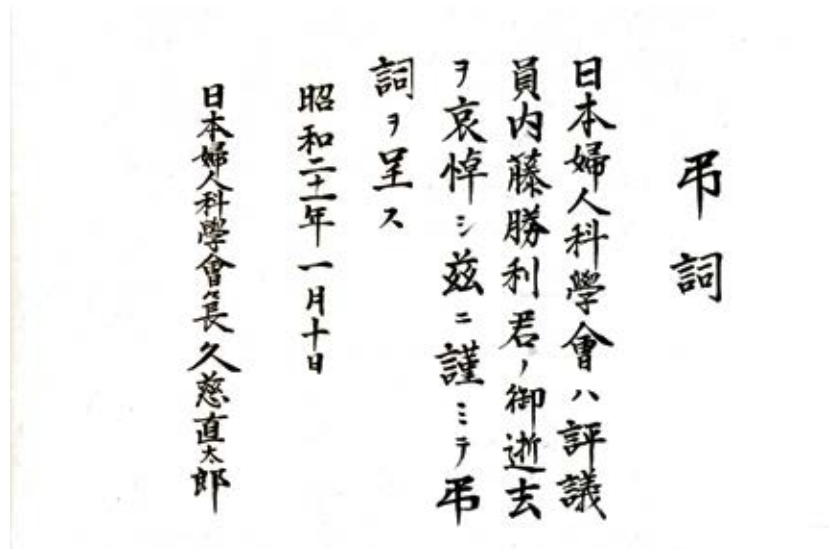 弔詞
日本婦人科學會ハ評議
員内藤勝利君ノ御逝去
ヲ哀悼シ茲ニ謹ミテ弔
詞ヲ呈ス
昭和二十一年一月十日
日本婦人科學會々長久慈直太郎